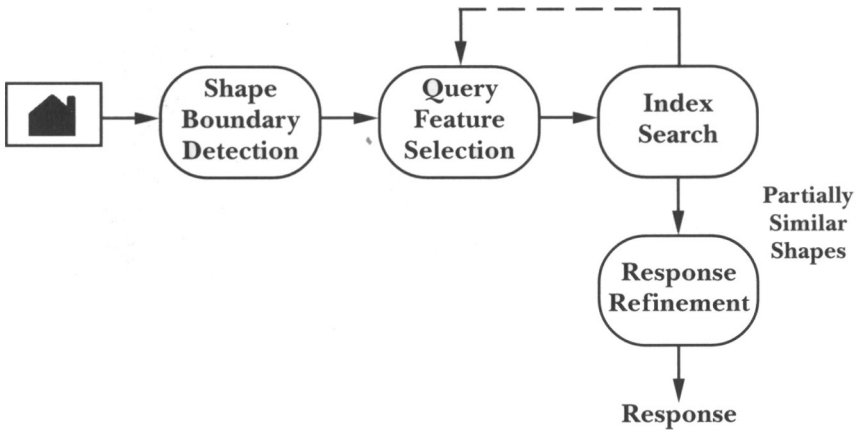 Shape
Boundary
Detection
Query
Feature
Selection
Index
Search
Partially
Similar
Shapes
Response
Refinement
Response